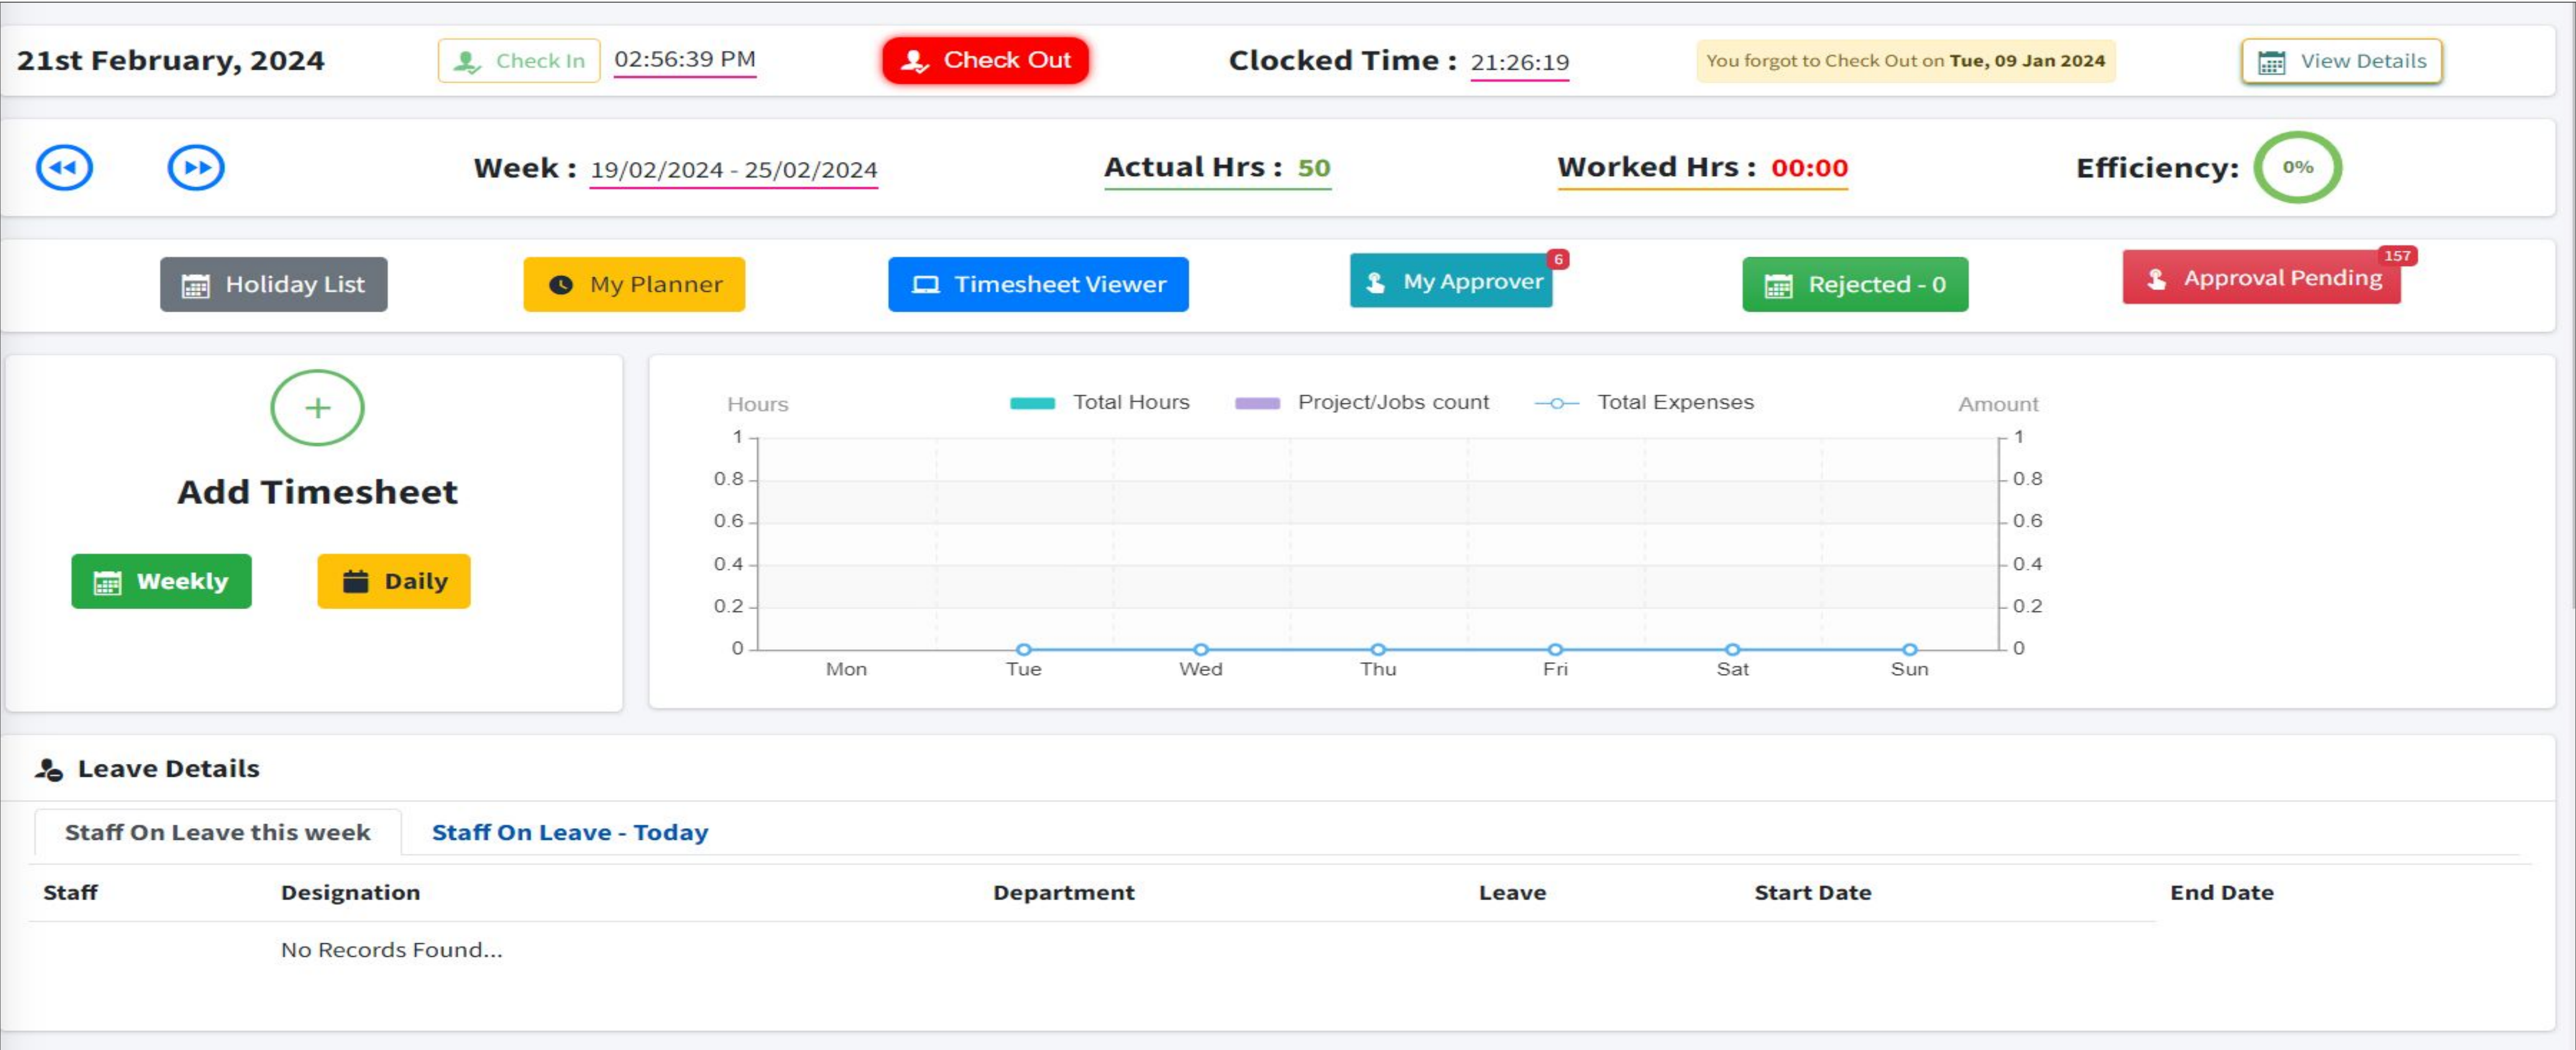 21st February, 2024 Check In 02:56:39 PM Check Out Clocked Time : 21:26:19 You forgot to Check Out on Tue, 09 Jan 2024 View Details
Week : 19/02/2024 - 25/02/2024 Actual Hrs : 50 Worked Hrs : 00:00 Efficiency: 0%
Holiday List My Planner Timesheet Viewer My Approver 6 Rejected - 0 Approval Pending 157
+
Add Timesheet
Weekly Daily
Hours Total Hours Project/Jobs count Total Expenses Amount
1 1
0.8 0.8
0.6 0.6
0.4 0.4
0.2 0.2
0 0
Mon Tue Wed Thu Fri Sat Sun
Leave Details
Staff On Leave this week Staff On Leave - Today
Staff Designation Department Leave Start Date End Date
No Records Found...